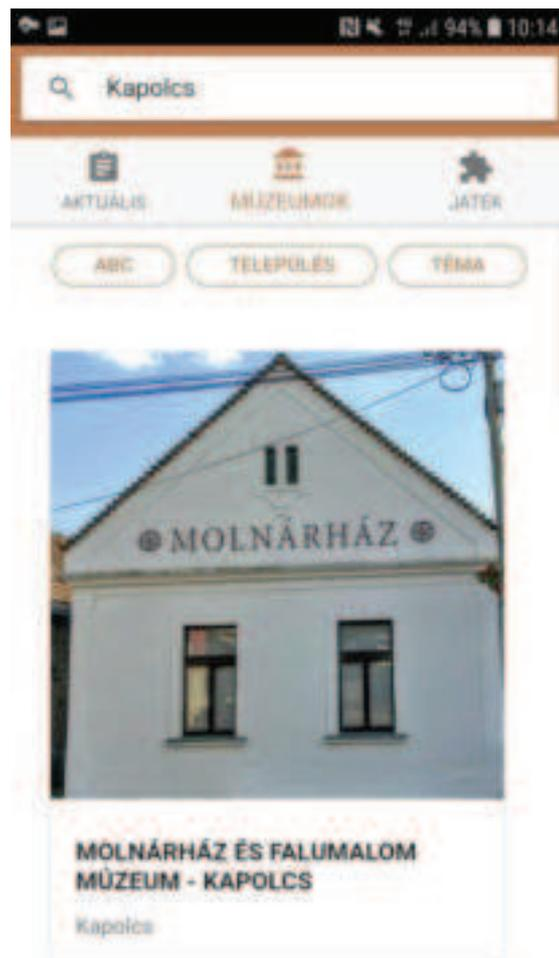 94% 10:14
Kapolcs
AKTUÁLIS MÚZEUMOK JÁTÉK
ABC TELEPÜLÉS TÉMA
MOLNÁRHÁZ
MOLNÁRHÁZ ÉS FALUMALOM
MÚZEUM - KAPOLCS
Kapolcs